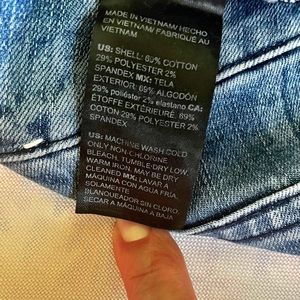 MADE IN VIETNAM/ HECHO
EN VIETNAM/ FABRIQUÉ AU
VIETNAM
US: SHELL: 69% COTTON
29% POLYESTER 2%
SPANDEX MX: TELA
EXTERIOR: 69% ALGODÓN
29% poliéster 2% elastano CA:
ÉTOFFE EXTÉRIEURE: 69%
COTON 29% POLYESTER 2%
SPANDEX
US: MACHINE WASH COLD
ONLY NON-CHLORINE
BLEACH, TUMBLE DRY LOW,
WARM IRON, MAY BE DRY
CLEANED MX: LAVAR A
MÁQUINA CON AGUA FRÍA,
SOLAMENTE
BLANQUEADOR SIN CLORO,
SECAR A MÁQUINA A BAJA